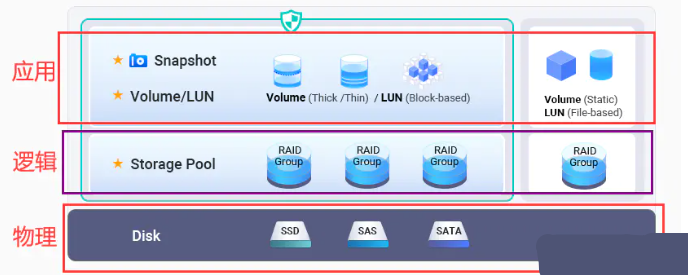 应用
Snapshot
Volume/LUN
Volume (Thick /Thin) / LUN (Block-based)
Volume (Static)
LUN (File-based)
逻辑
Storage Pool
RAID
Group
RAID
Group
RAID
Group
RAID
Group
物理
Disk
SSD
SAS
SATA